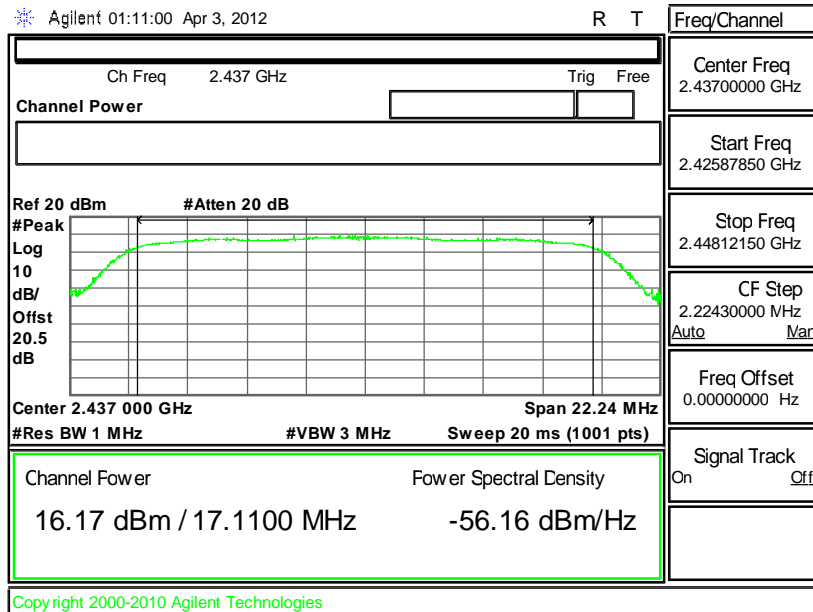 Agilent 01:11:00 Apr 3, 2012 R T
Ch Freq 2.437 GHz Trig Free
Channel Power
Ref 20 dBm #Atten 20 dB
#Peak
Log
10
dB/
Offst
20.5
dB
Center 2.437 000 GHz Span 22.24 MHz
#Res BW 1 MHz #VBW 3 MHz Sweep 20 ms (1001 pts)
Channel Power Fower Spectral Density
16.17 dBm / 17.1100 MHz -56.16 dBm/Hz
Copyright 2000-2010 Agilent Technologies
Freq/Channel
Center Freq
2.43700000 GHz
Start Freq
2.42587850 GHz
Stop Freq
2.44812150 GHz
CF Step
2.22430000 MHz
Auto Man
Freq Offset
0.00000000 Hz
Signal Track
On Off